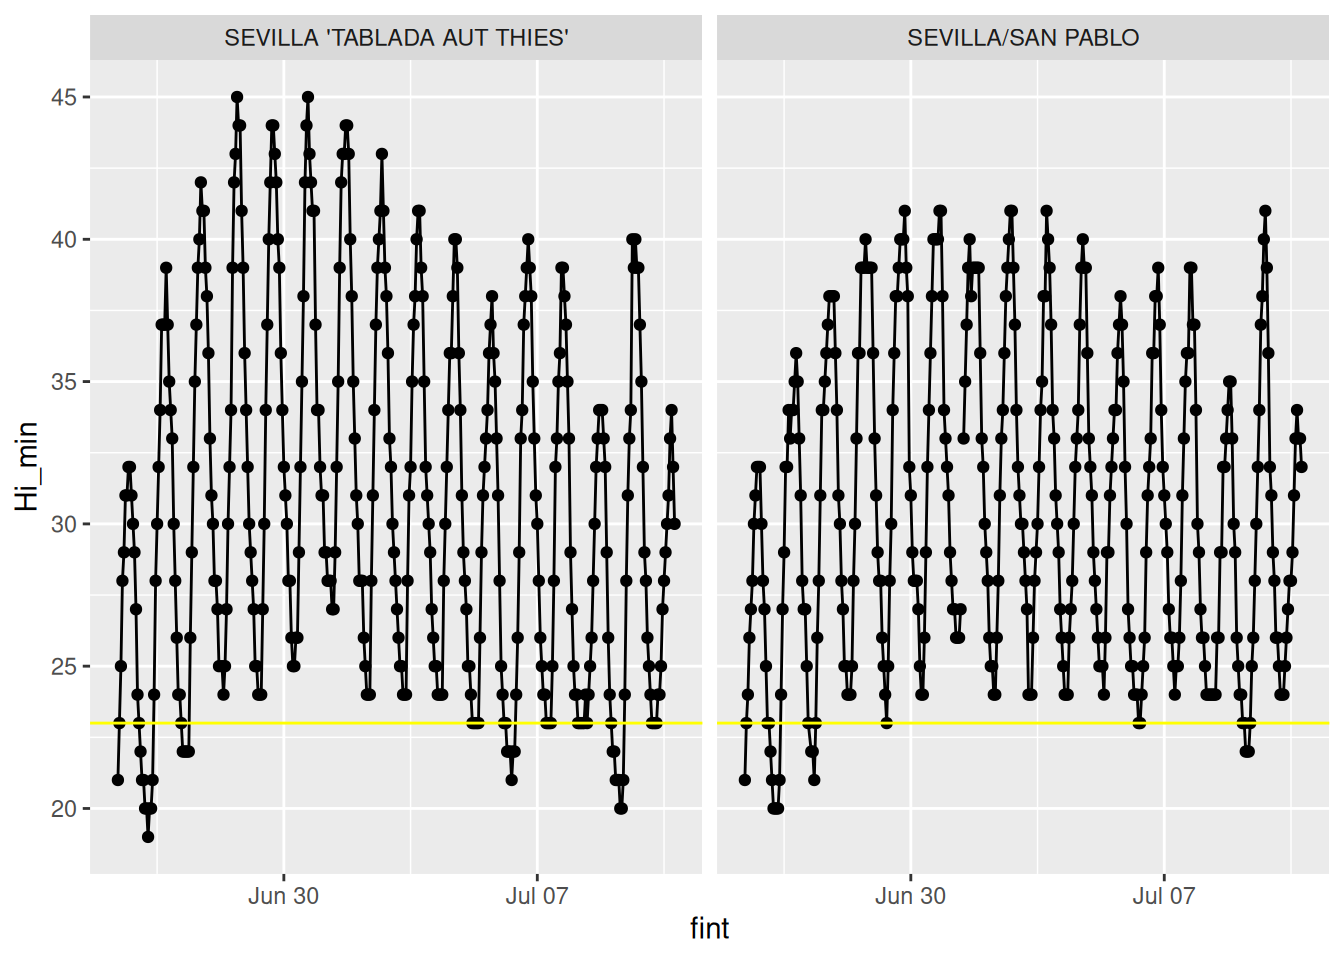 SEVILLA 'TABLADA AUT THIES'
SEVILLA/SAN PABLO
Hi_min
45
40
35
30
25
20
Jun 30
Jul 07
Jun 30
Jul 07
fint